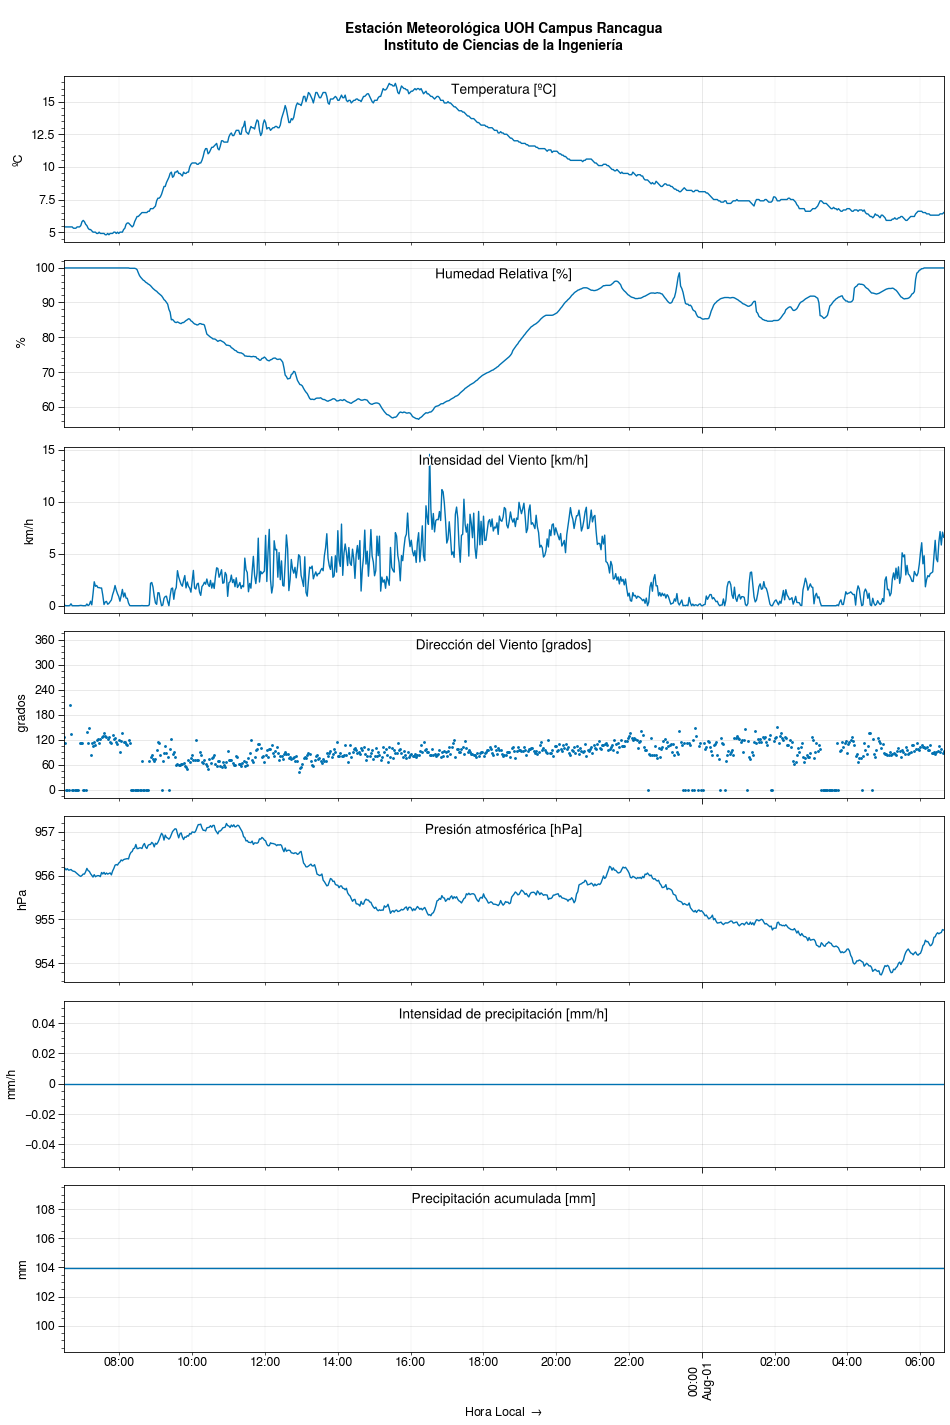 Estación Meteorológica UOH Campus Rancagua
Instituto de Ciencias de la Ingeniería
Temperatura [ºC]
ºC
15
12.5
10
7.5
5
Humedad Relativa [%]
%
100
90
80
70
60
Intensidad del Viento [km/h]
km/h
15
10
5
0
Dirección del Viento [grados]
grados
360
300
240
180
120
60
0
Presión atmosférica [hPa]
hPa
957
956
955
954
Intensidad de precipitación [mm/h]
mm/h
0.04
0.02
0
−0.02
−0.04
Precipitación acumulada [mm]
mm
108
106
104
102
100
08:00 10:00 12:00 14:00 16:00 18:00 20:00 22:00 00:00 02:00 04:00 06:00
Aug-01
Hora Local →